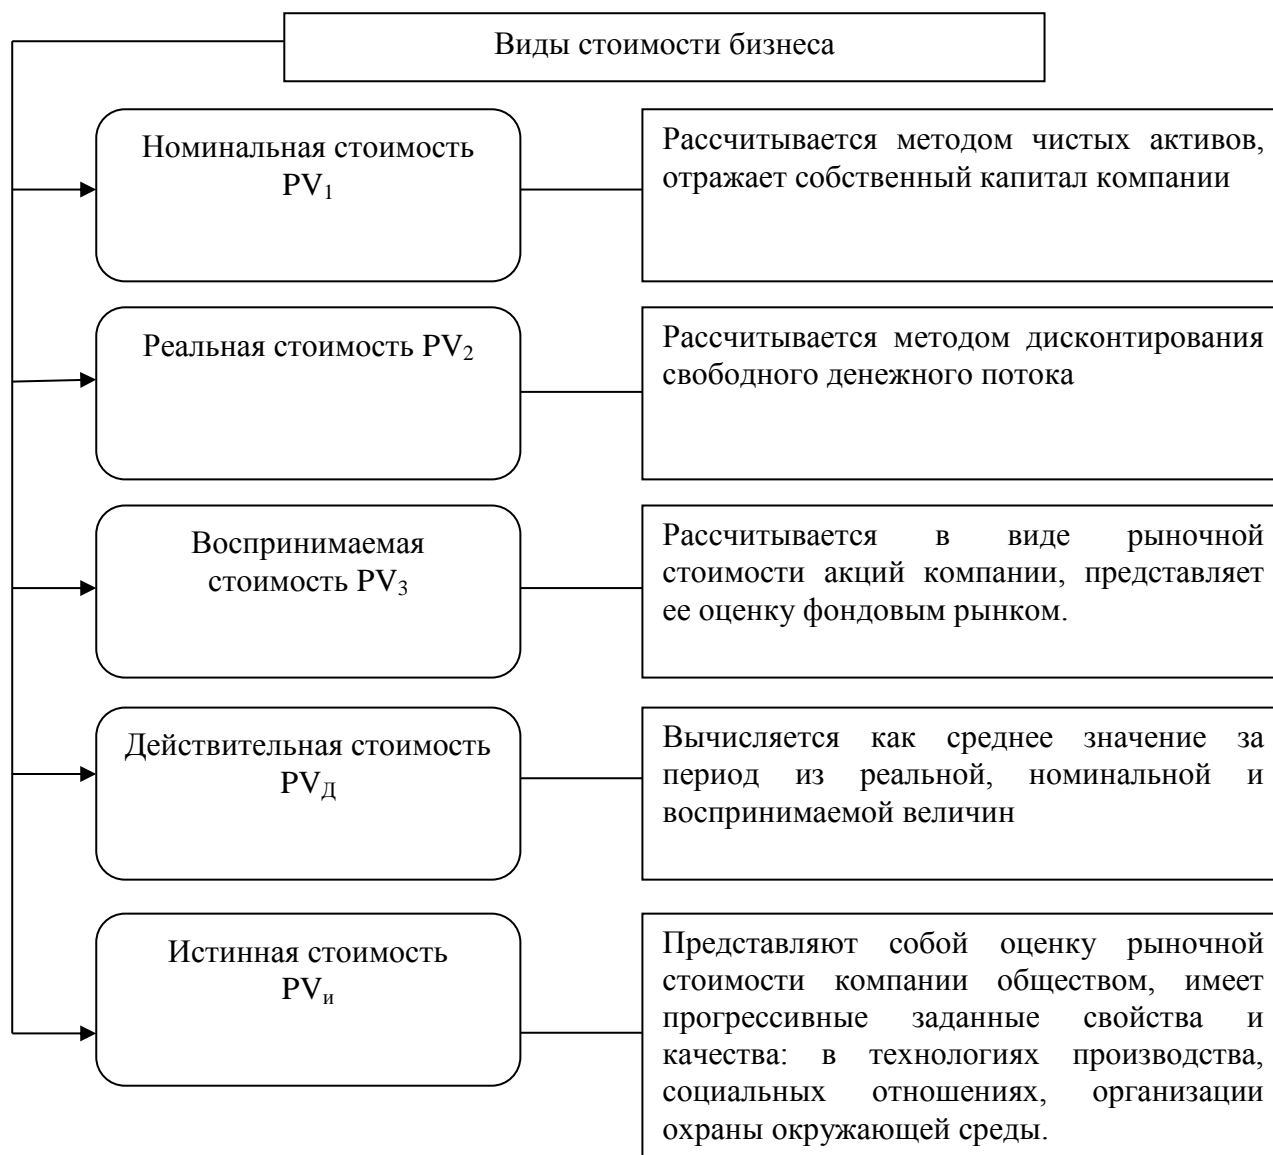 Виды стоимости бизнеса
Номинальная стоимость
PV₁
Рассчитывается методом чистых активов,
отражает собственный капитал компании
Реальная стоимость PV₂
Рассчитывается методом дисконтирования
свободного денежного потока
Воспринимаемая
стоимость PV₃
Рассчитывается в виде рыночной
стоимости акций компании, представляет
ее оценку фондовым рынком.
Действительная стоимость
PVД
Вычисляется как среднее значение за
период из реальной, номинальной и
воспринимаемой величин
Истинная стоимость
PVи
Представляют собой оценку рыночной
стоимости компании обществом, имеет
прогрессивные заданные свойства и
качества: в технологиях производства,
социальных отношениях, организации
охраны окружающей среды.